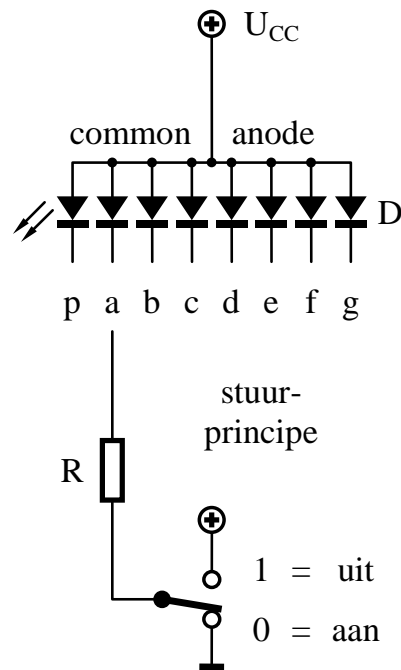 U_CC
common anode
D
p a b c d e f g
stuur-
principe
R
1 = uit
0 = aan